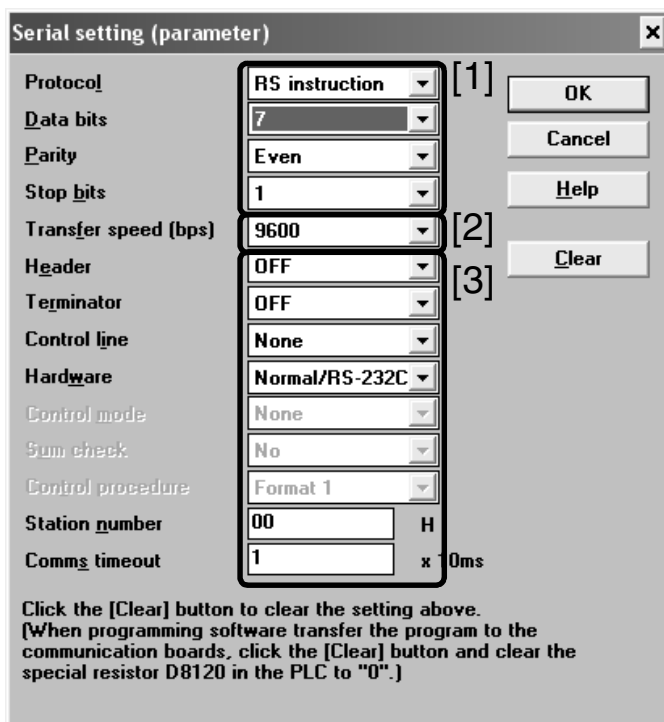 Serial setting (parameter)
Protocol RS instruction [1] OK
Data bits 7
Parity Even Cancel
Stop bits 1 Help
Transfer speed (bps) 9600 [2]
Header OFF [3] Clear
Terminator OFF
Control line None
Hardware Normal/RS-232C
Control mode None
Sum check No
Control procedure Format 1
Station number 00 H
Comms timeout 1 x 10ms
Click the [Clear] button to clear the setting above.
(When programming software transfer the program to the
communication boards, click the [Clear] button and clear the
special resistor D8120 in the PLC to "0".)